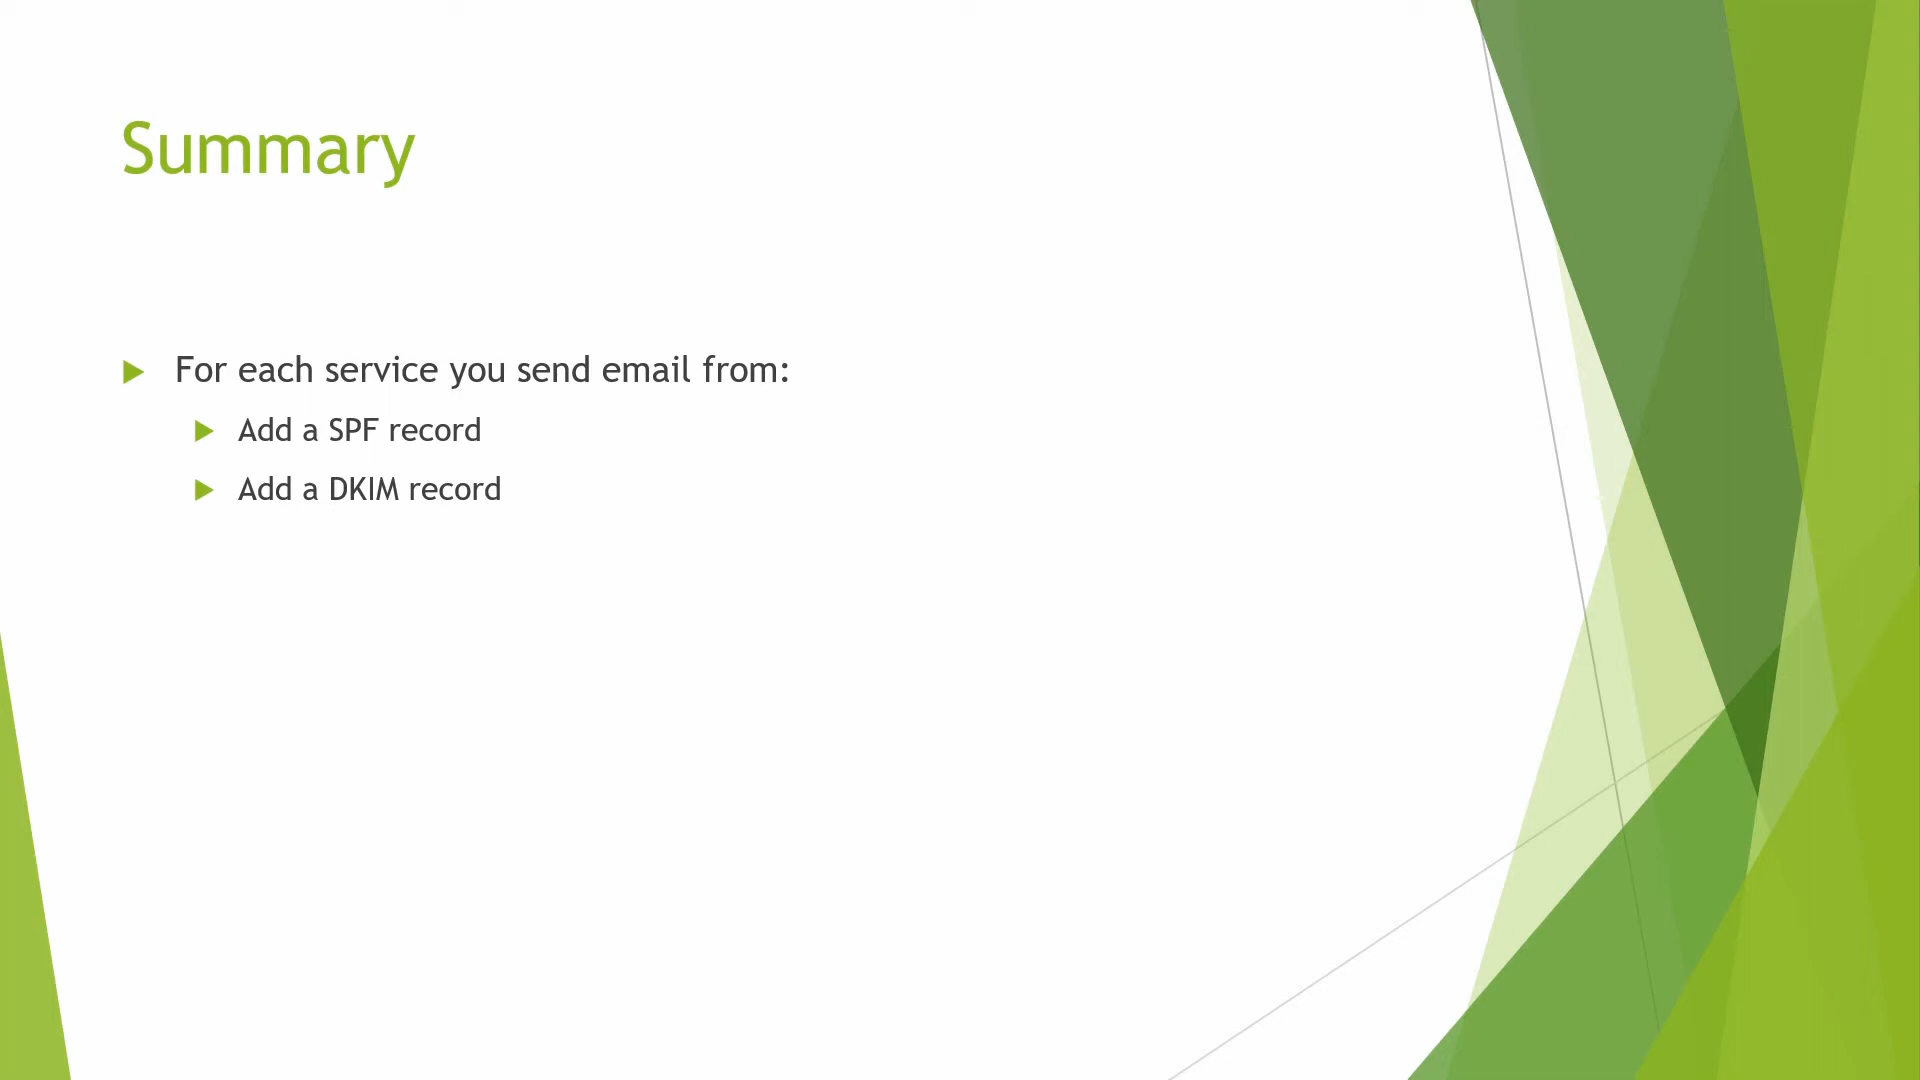 Summary
For each service you send email from:
Add a SPF record
Add a DKIM record